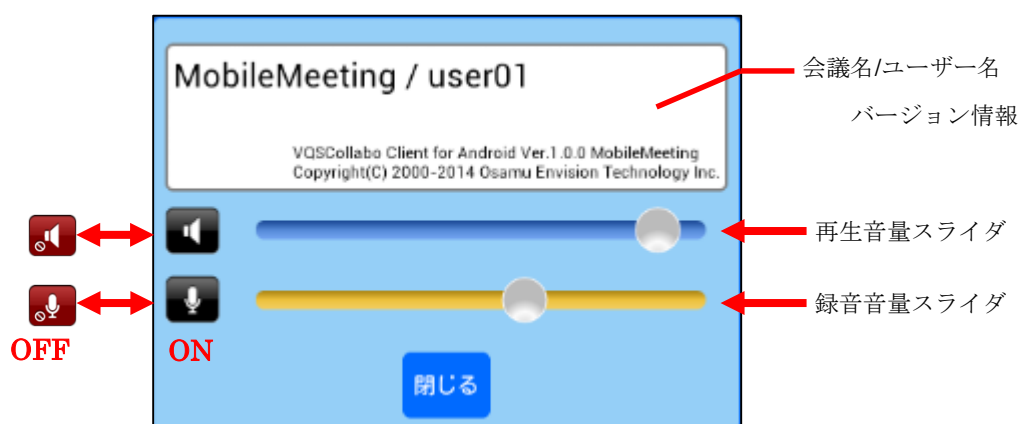 MobileMeeting / user01
会議名/ユーザー名
バージョン情報
VQSCollabo Client for Android Ver.1.0.0 MobileMeeting
Copyright(C) 2000-2014 Osamu Envision Technology Inc.
再生音量スライダ
録音音量スライダ
OFF
ON
閉じる